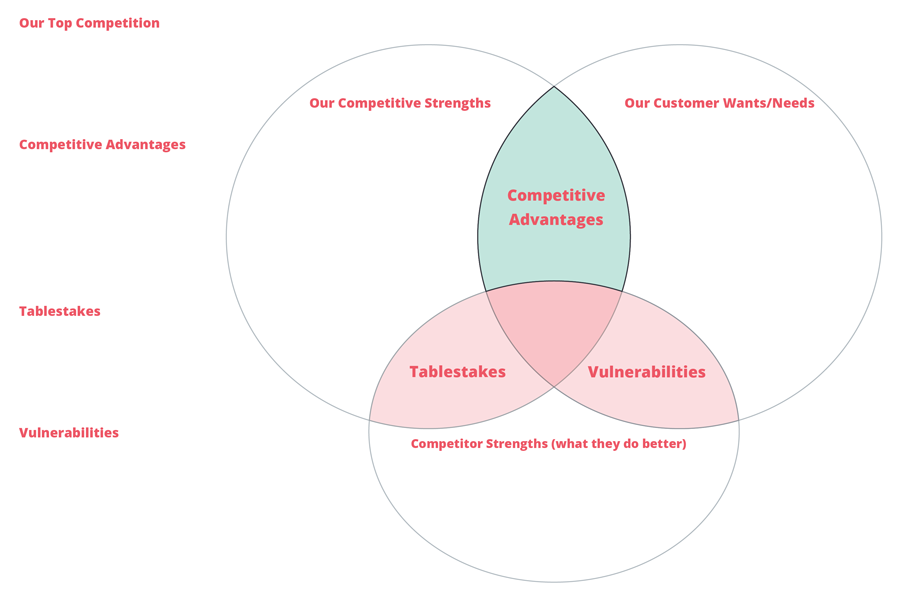 Our Top Competition
Our Competitive Strengths
Our Customer Wants/Needs
Competitive Advantages
Competitive
Advantages
Tablestakes
Tablestakes
Vulnerabilities
Vulnerabilities
Competitor Strengths (what they do better)